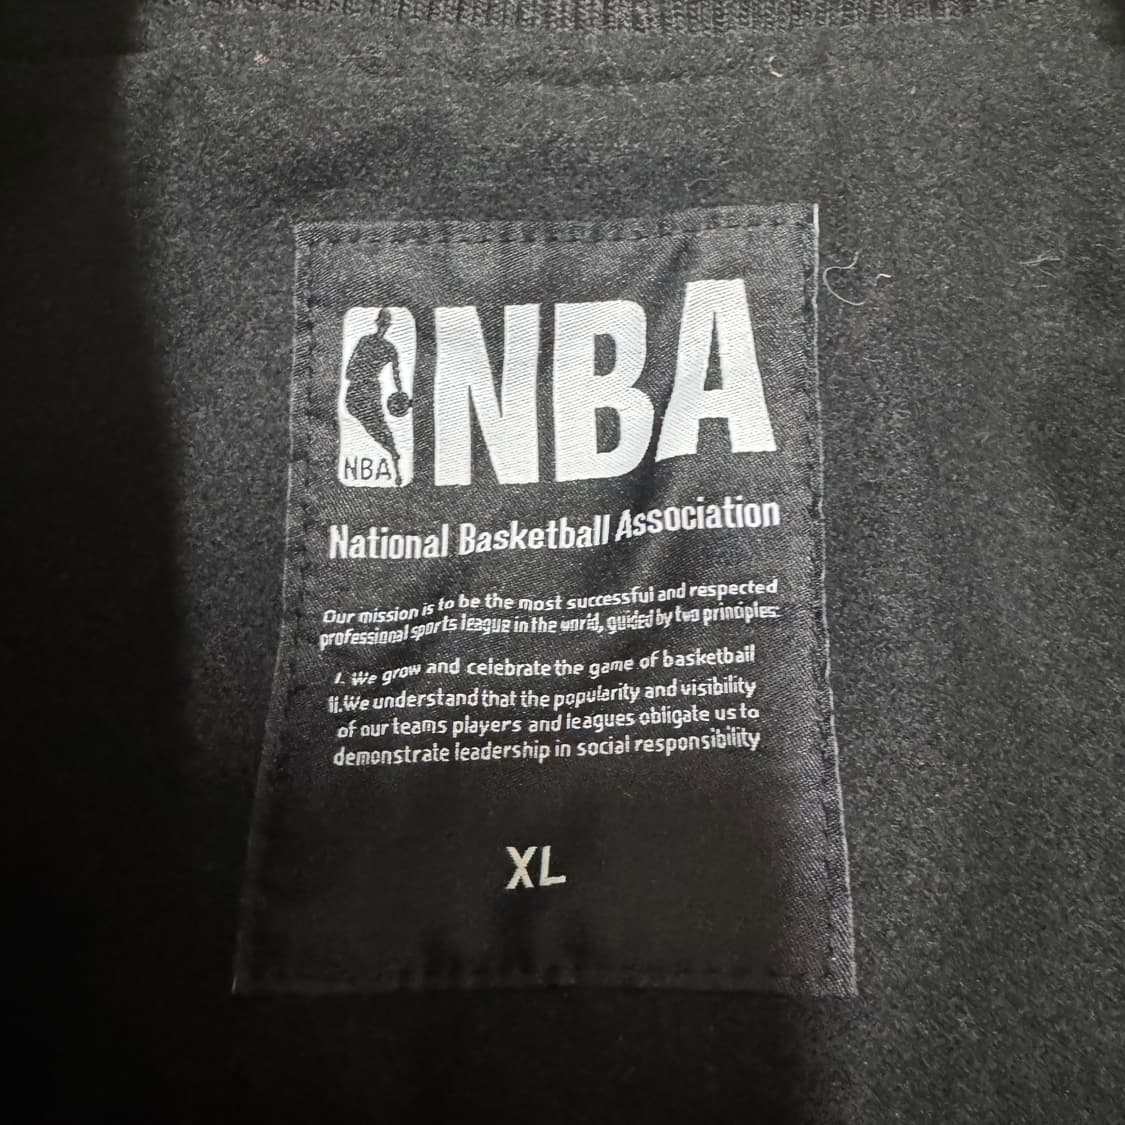 NBA
NBA
National Basketball Association
Our mission is to be the most successful and respected
professional sports league in the world, guided by two principles:
I. We grow and celebrate the game of basketball
II.We understand that the popularity and visibility
of our teams players and leagues obligate us to
demonstrate leadership in social responsibility
XL